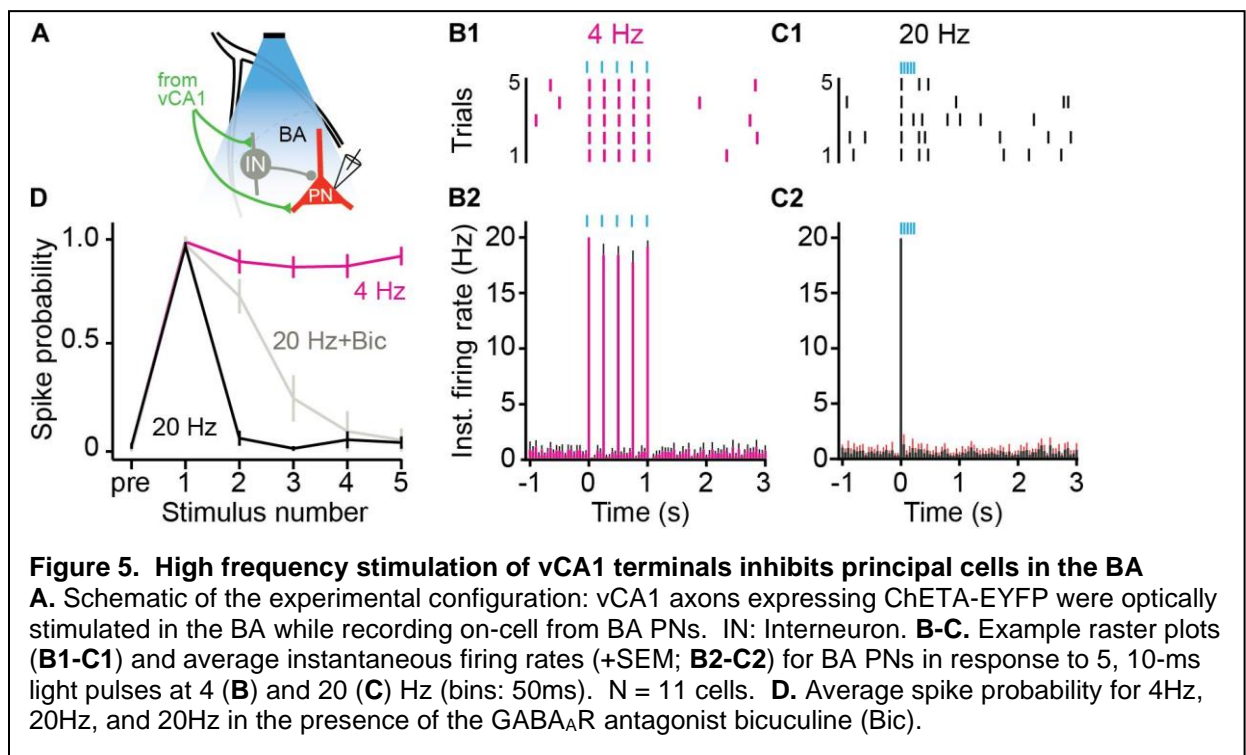 A
from
vCA1
BA
IN
PN
B1
4 Hz
Trials
5
1
C1
20 Hz
5
1
D
Spike probability
1.0
0.5
0
4 Hz
20 Hz+Bic
20 Hz
pre 1 2 3 4 5
Stimulus number
B2
Inst. firing rate (Hz)
20
15
10
5
0
-1 0 1 2 3
Time (s)
C2
20
15
10
5
0
-1 0 1 2 3
Time (s)
Figure 5. High frequency stimulation of vCA1 terminals inhibits principal cells in the BA
A. Schematic of the experimental configuration: vCA1 axons expressing ChETA-EYFP were optically
stimulated in the BA while recording on-cell from BA PNs. IN: Interneuron. B-C. Example raster plots
(B1-C1) and average instantaneous firing rates (+SEM; B2-C2) for BA PNs in response to 5, 10-ms
light pulses at 4 (B) and 20 (C) Hz (bins: 50ms). N = 11 cells. D. Average spike probability for 4Hz,
20Hz, and 20Hz in the presence of the GABAAR antagonist bicuculine (Bic).